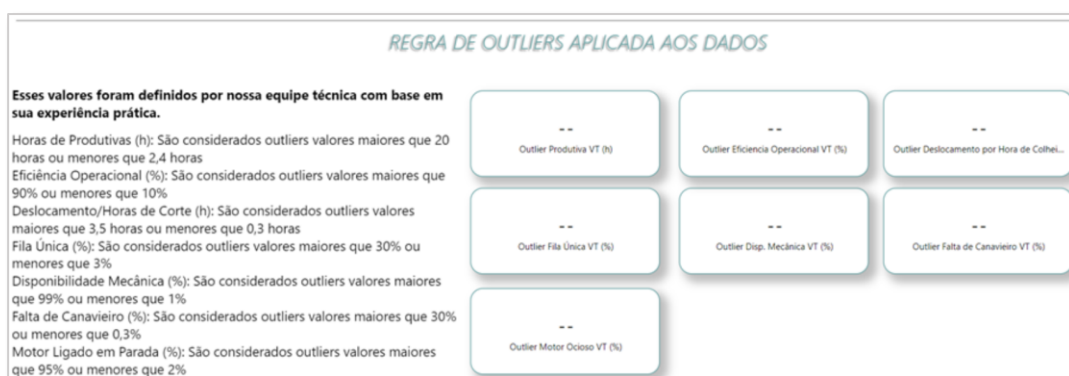 REGRA DE OUTLIERS APLICADA AOS DADOS
Esses valores foram definidos por nossa equipe técnica com base em
sua experiência prática.
Horas de Produtivas (h): São considerados outliers valores maiores que 20
horas ou menores que 2,4 horas
Eficiência Operacional (%): São considerados outliers valores maiores que
90% ou menores que 10%
Deslocamento/Horas de Corte (h): São considerados outliers valores
maiores que 3,5 horas ou menores que 0,3 horas
Fila Única (%): São considerados outliers valores maiores que 30% ou
menores que 3%
Disponibilidade Mecânica (%): São considerados outliers valores maiores
que 99% ou menores que 1%
Falta de Canavieiro (%): São considerados outliers valores maiores que 30%
ou menores que 0,3%
Motor Ligado em Parada (%): São considerados outliers valores maiores
que 95% ou menores que 2%
--
Outlier Produtiva VT (h)
--
Outlier Eficiencia Operacional VT (%)
--
Outlier Deslocamento por Hora de Colhei...
--
Outlier Fila Única VT (%)
--
Outlier Disp. Mecânica VT (%)
--
Outlier Falta de Canavieiro VT (%)
--
Outlier Motor Ocioso VT (%)